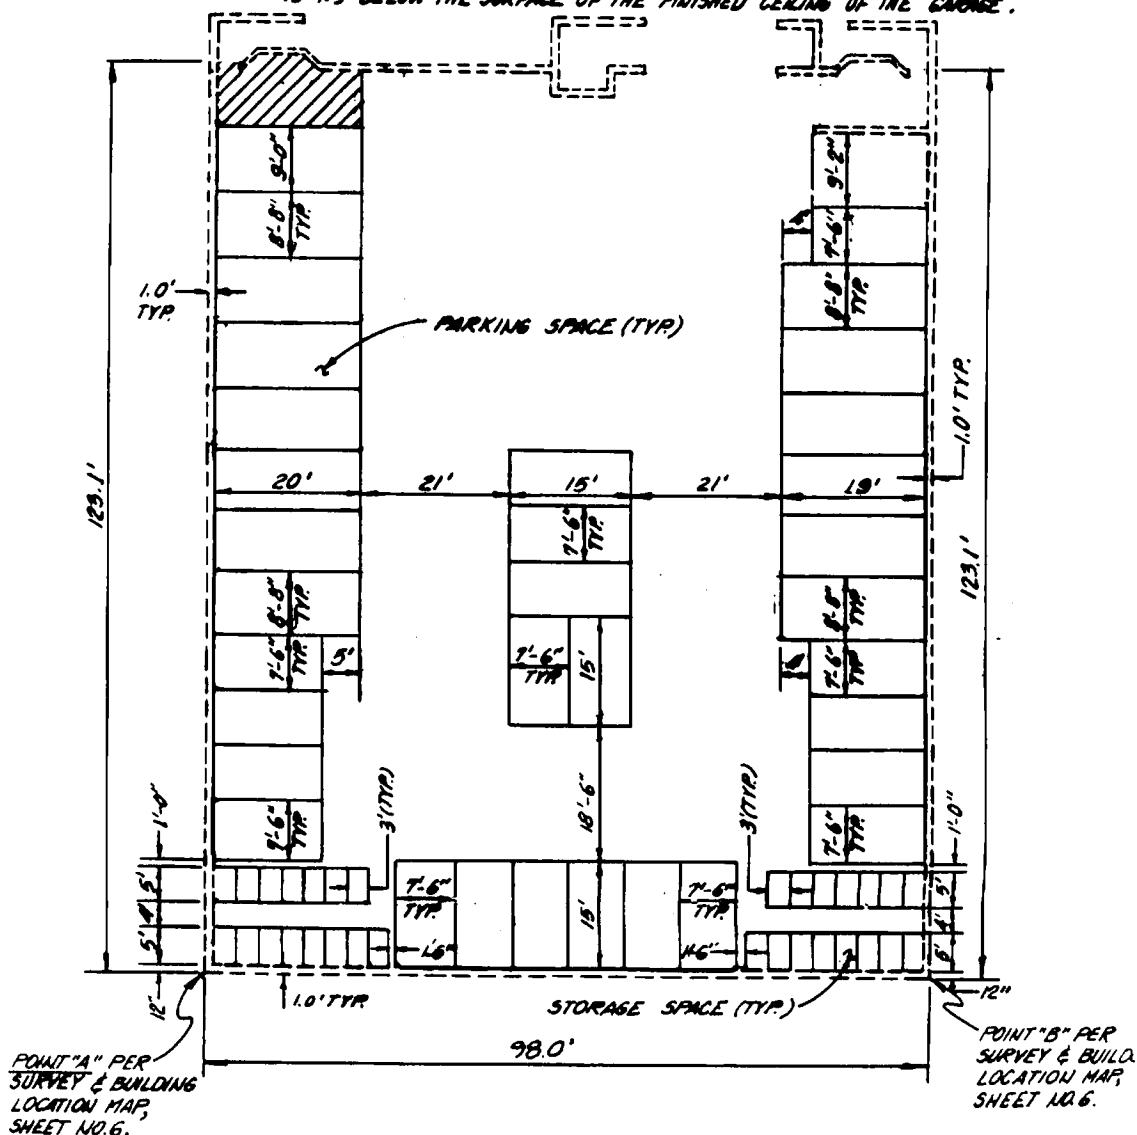 IS 7.5 BELOW THE SURFACE OF THE FINISHED CEILING OF THE GARAGE.
9'-0"
9'-2"
8'-8"
TYP.
4'
7'-6"
1.0'
TYP.
8'-8"
TYP.
PARKING SPACE (TYP.)
1.0' TYP.
20'
21'
15'
21'
19'
123.1'
7'-6"
TYP.
123.1'
8'-8"
TYP.
8'-8"
TYP.
7'-6"
TYP.
5'
7'-6"
TYP.
15'
4'
7'-6"
TYP.
3'(TYP.)
18'-6"
3'(TYP.)
1'-0"
7'-6"
TYP.
7'-6"
TYP.
1'-0"
5'
4'
5'
7'-6"
TYP.
15'
7'-6"
TYP.
5'
4'
6'
1'-6"
1'-6"
12"
1.0' TYP.
STORAGE SPACE (TYP.)
12"
98.0'
POINT "A" PER
SURVEY & BUILDING
LOCATION MAP,
SHEET NO.6.
POINT "B" PER
SURVEY & BUILD.
LOCATION MAP,
SHEET NO.6.